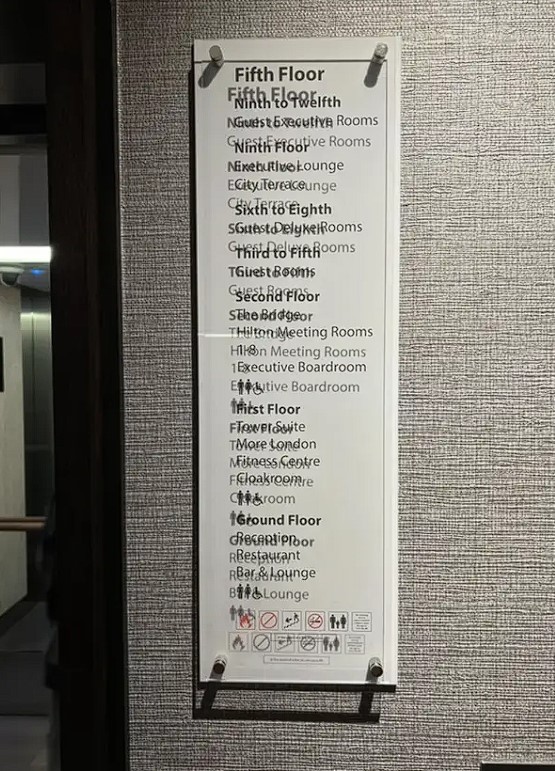 Fifth Floor
Ninth to Twelfth
Guest Executive Rooms
Ninth Floor
Executive Lounge
City Terrace
Sixth to Eighth
Guest Deluxe Rooms
Third to Fifth
Guest Rooms
Second Floor
The Bridge
Hilton Meeting Rooms
1-8
Executive Boardroom
First Floor
Tower Suite
More London
Fitness Centre
Cloakroom
Ground Floor
Reception
Restaurant
Bar & Lounge